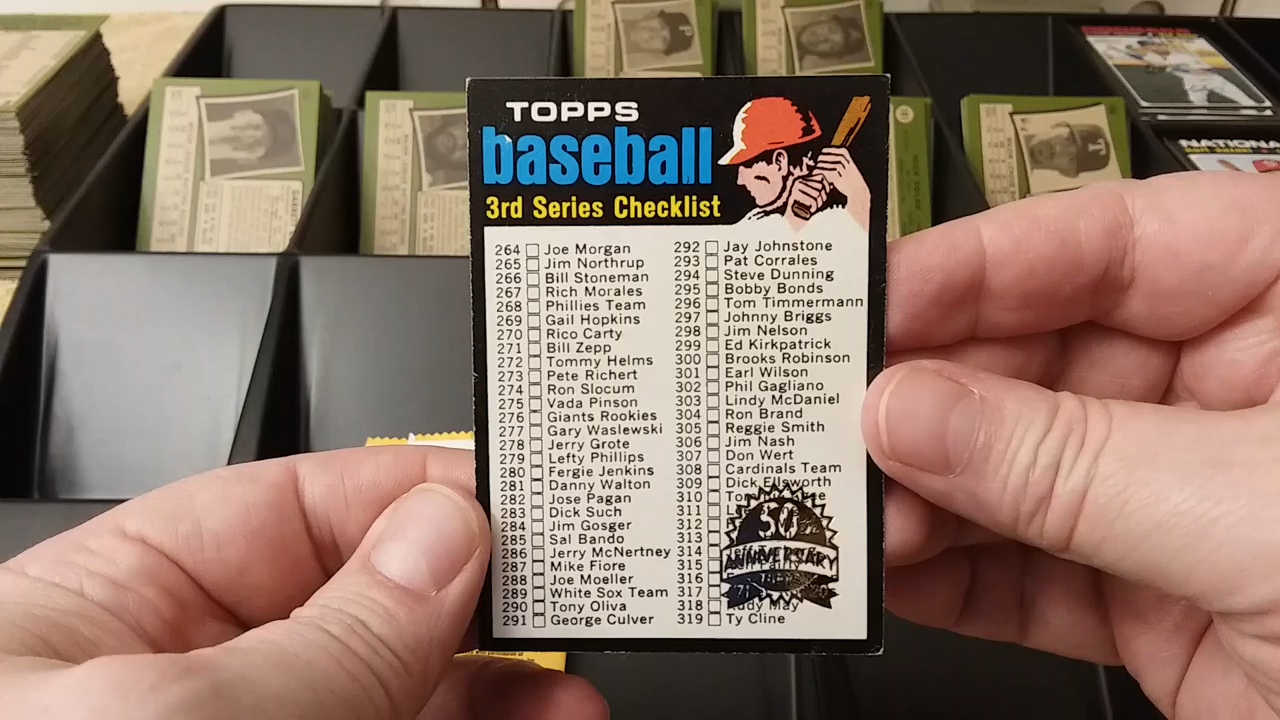 TOPPS
baseball
3rd Series Checklist
264 Joe Morgan
265 Jim Northrup
266 Bill Stoneman
267 Rich Morales
268 Phillies Team
269 Gail Hopkins
270 Rico Carty
271 Bill Zepp
272 Tommy Helms
273 Pete Richert
274 Ron Slocum
275 Vada Pinson
276 Giants Rookies
277 Gary Waslewski
278 Jerry Grote
279 Lefty Phillips
280 Fergie Jenkins
281 Danny Walton
282 Jose Pagan
283 Dick Such
284 Jim Gosger
285 Sal Bando
286 Jerry McNertney
287 Mike Fiore
288 Joe Moeller
289 White Sox Team
290 Tony Oliva
291 George Culver
292 Jay Johnstone
293 Pat Corrales
294 Steve Dunning
295 Bobby Bonds
296 Tom Timmermann
297 Johnny Briggs
298 Jim Nelson
299 Ed Kirkpatrick
300 Brooks Robinson
301 Earl Wilson
302 Phil Gagliano
303 Lindy McDaniel
304 Ron Brand
305 Reggie Smith
306 Jim Nash
307 Don Wert
308 Cardinals Team
309 Dick Ellsworth
310
311
312
313
314
315
316
317
318 Rudy May
319 Ty Cline
50
ANNIVERSARY
NATIONA